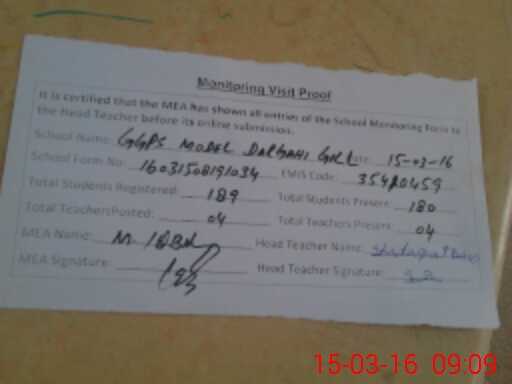 Monitoring Visit Proof
It is certified that the MEA has shown all entries of the School Monitoring Form to
the Head Teacher before its online submission.
School Name: GGPS MODEL DARGAHI GILL Date: 15-03-16
School Form No: 16031508191034 EMIS Code: 35420459
Total Students Registered: 189 Total Students Present: 180
Total Teachers Posted: 04 Total Teachers Present: 04
MEA Name: M. IQBAL Head Teacher Name:
MEA Signature: Head Teacher Signature:
15-03-16 09:09